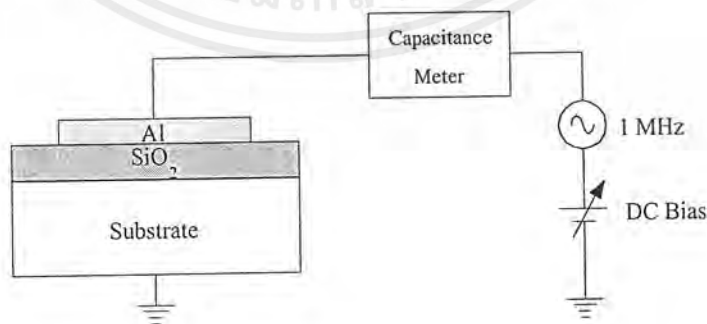 Capacitance
Meter
Al
SiO2
1 MHz
DC Bias
Substrate